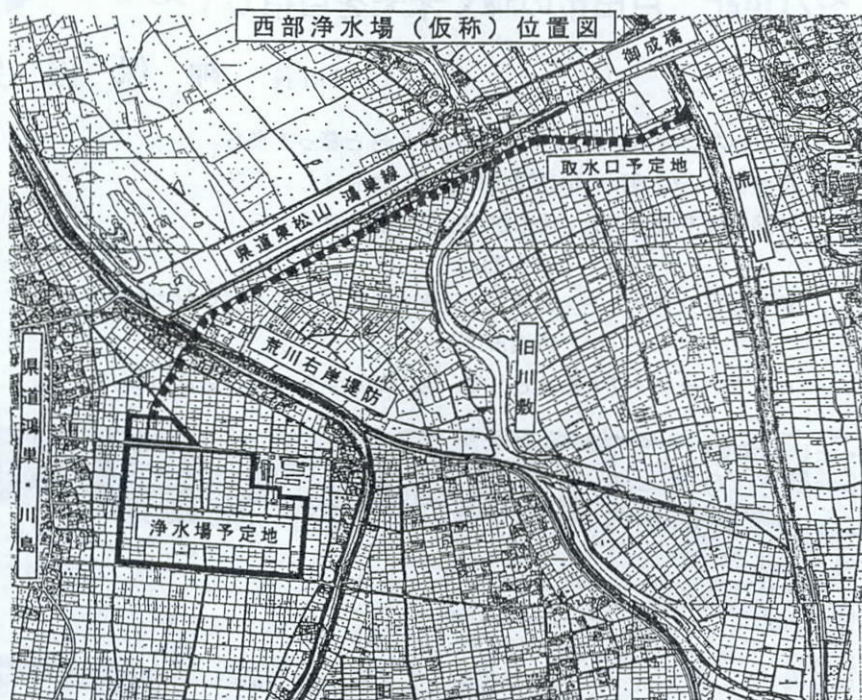 西部浄水場（仮称）位置図
御成橋
取水口予定地
荒川
県道東松山・鴻巣線
荒川右岸堤防
旧川敷
県道鴻巣・川島
浄水場予定地